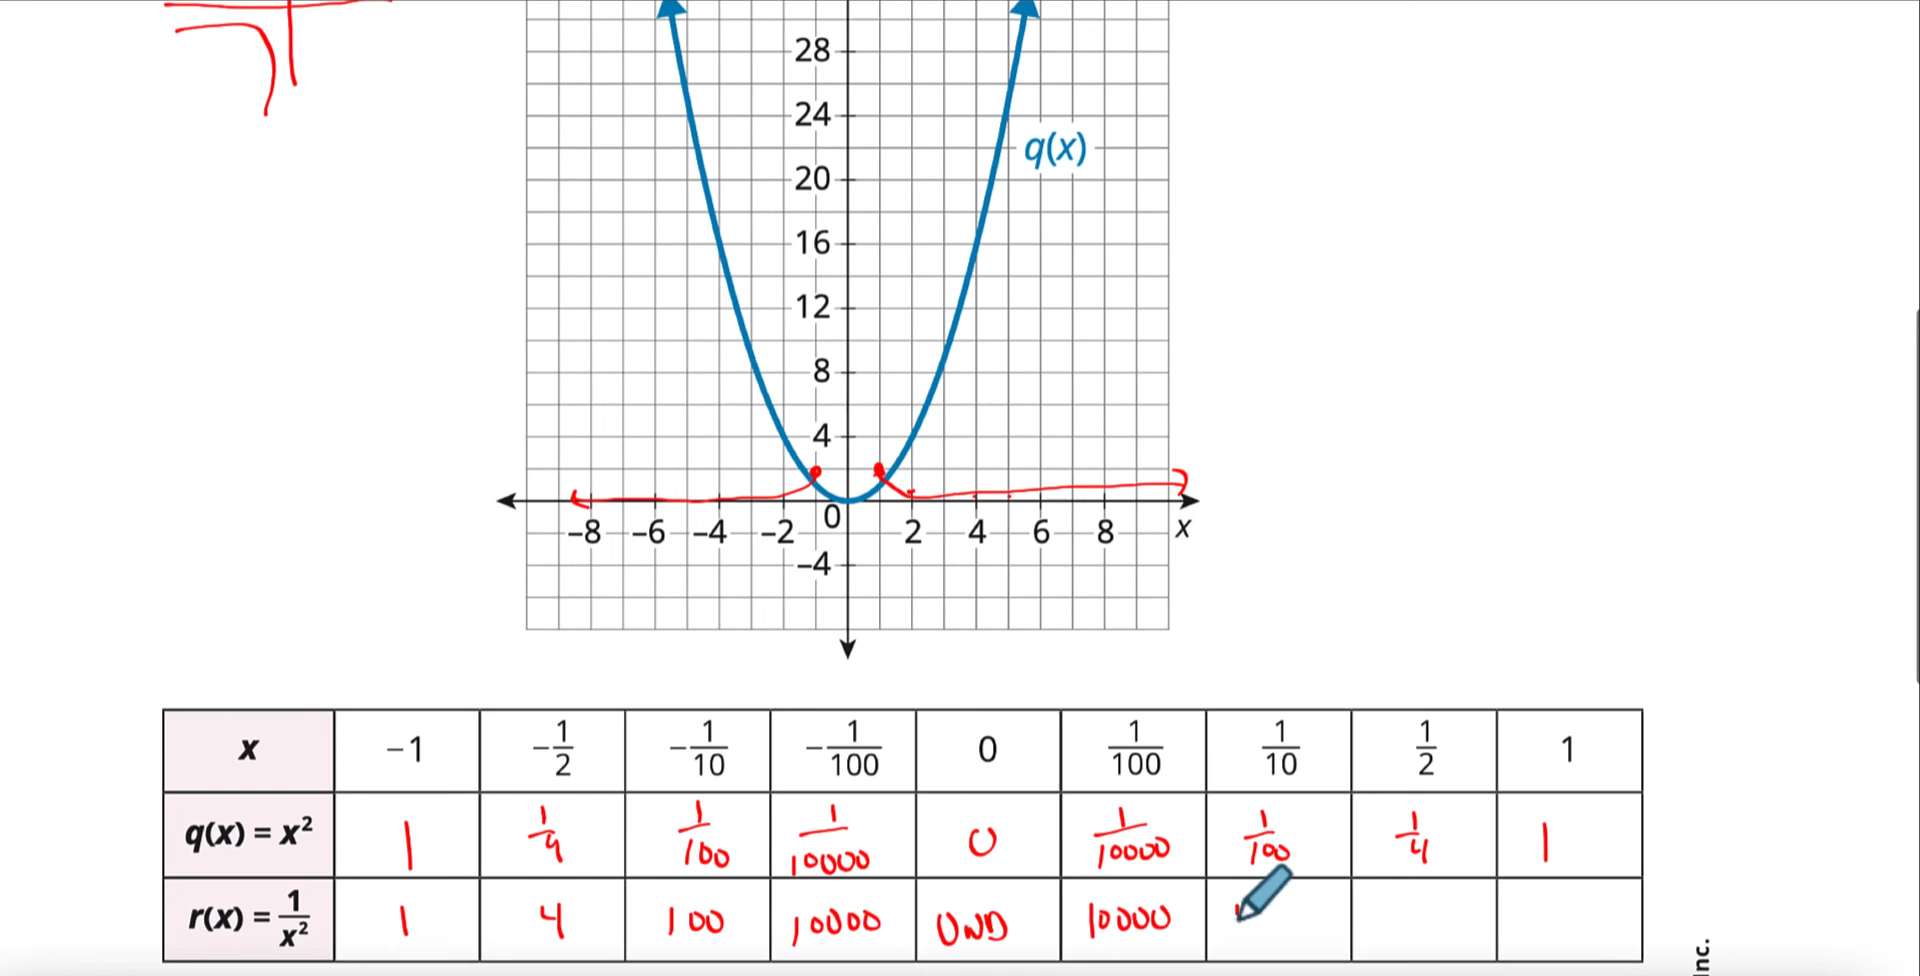 28
24
q(x)
20
16
12
8
4
0
−8 −6 −4 −2 2 4 6 8 x
−4
x −1 −1/2 −1/10 −1/100 0 1/100 1/10 1/2 1
q(x) = x² 1 1/4 1/100 1/10000 0 1/10000 1/100 1/4 1
r(x) = 1/x² 1 4 100 10000 UND 10000
nc.